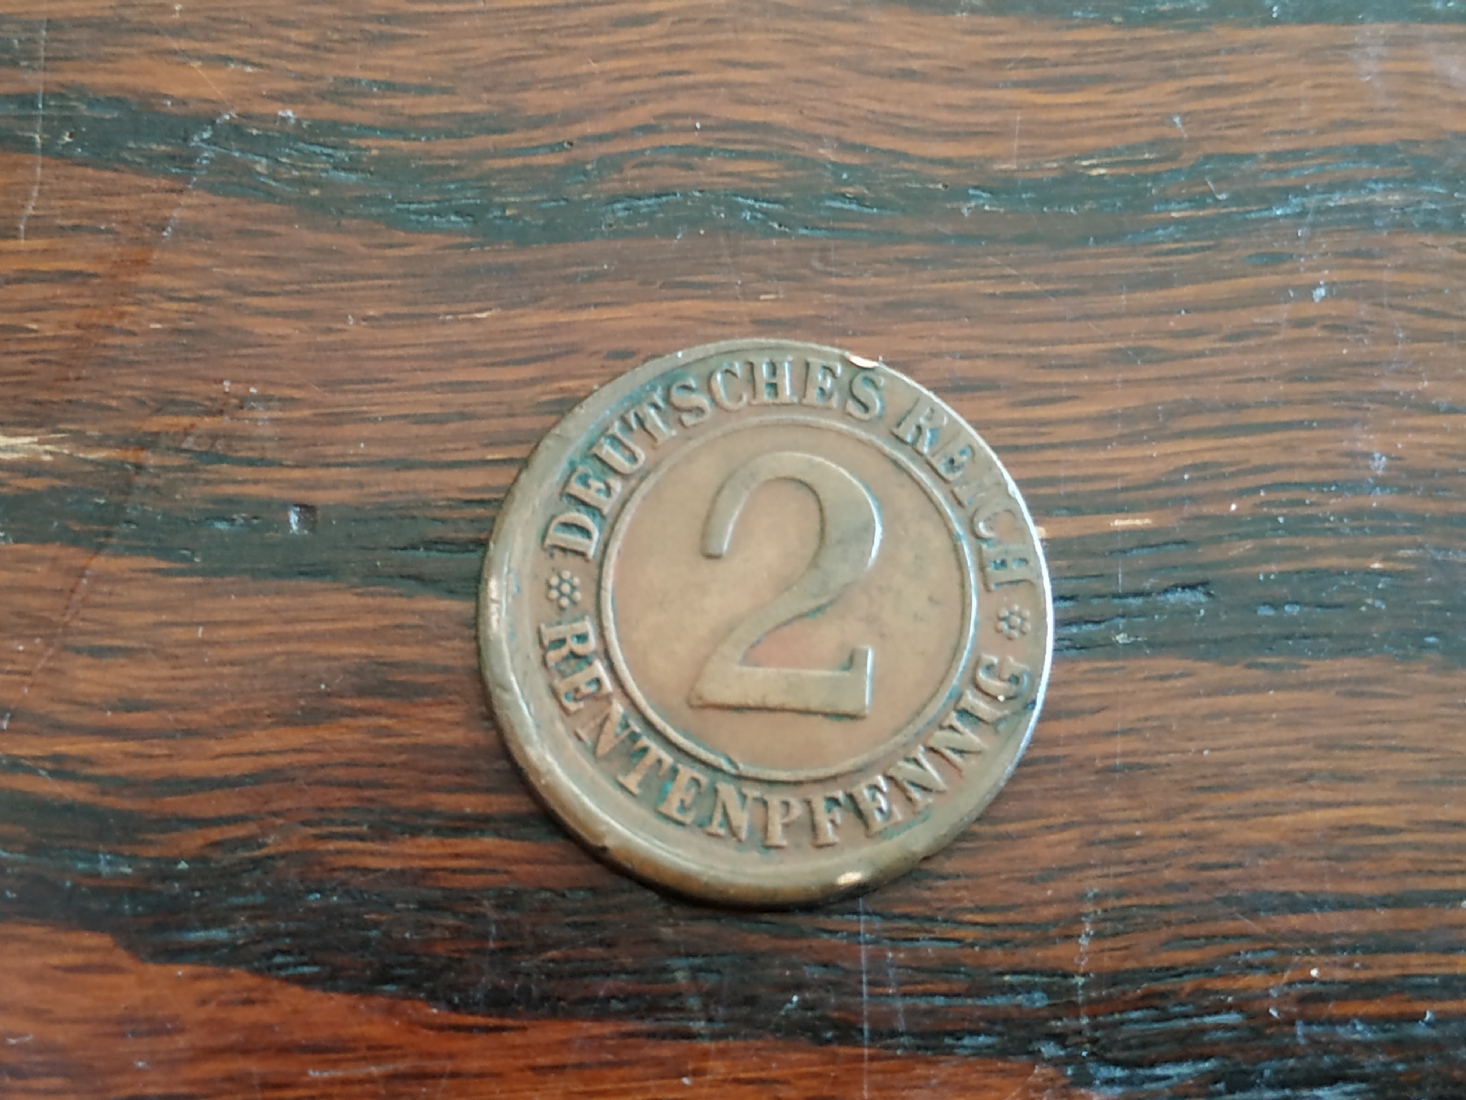 DEUTSCHES REICH
2
RENTENPFENNIG